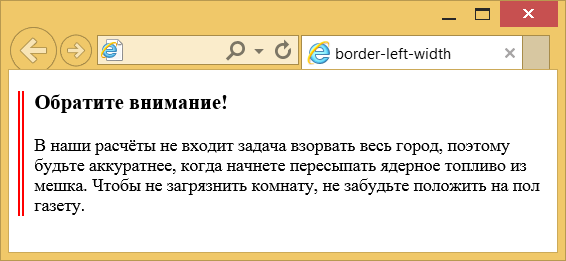 border-left-width
Обратите внимание!
В наши расчёты не входит задача взорвать весь город, поэтому
будьте аккуратнее, когда начнете пересыпать ядерное топливо из
мешка. Чтобы не загрязнить комнату, не забудьте положить на пол
газету.